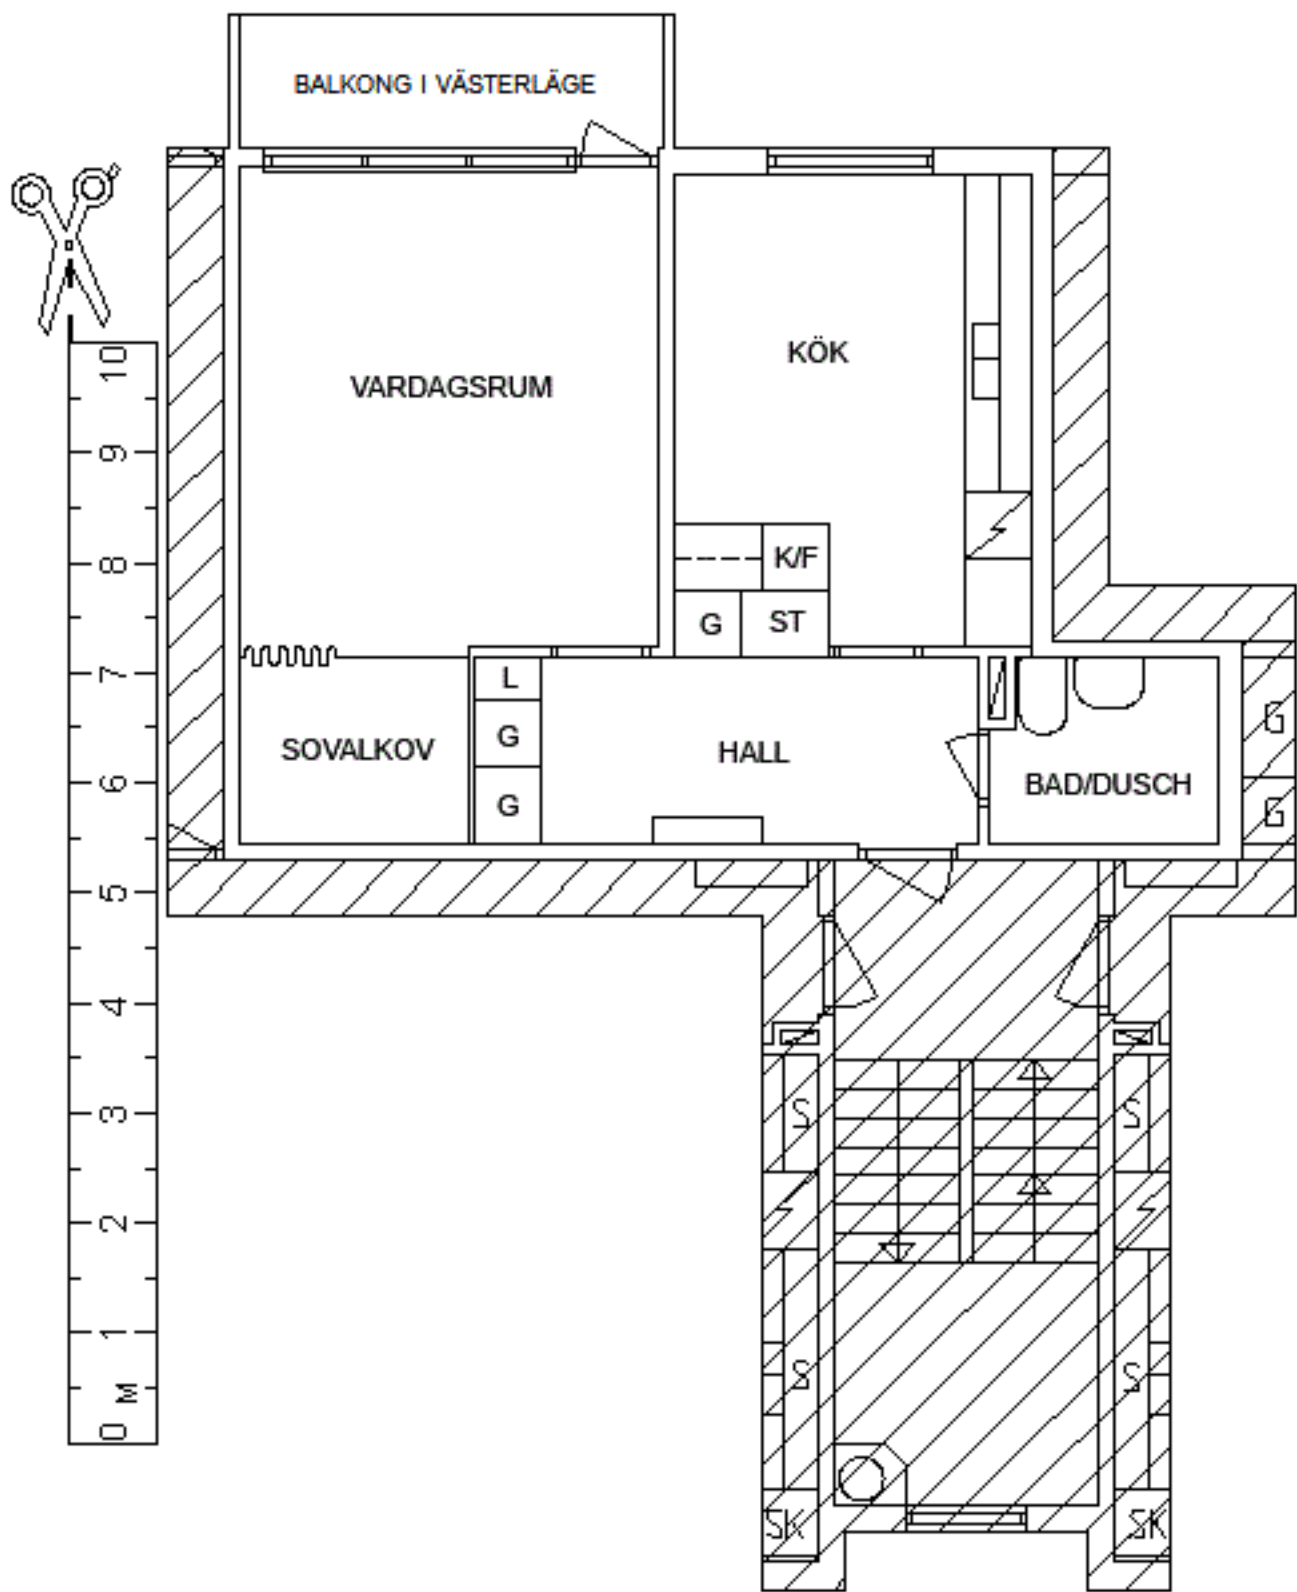 BALKONG I VÄSTERLÄGE
VARDAGSRUM
KÖK
K/F
G
ST
L
G
G
SOVALKOV
HALL
BAD/DUSCH
G
G
10
9
8
7
6
5
4
3
2
1
M
0
S
S
S
S
SK
SK